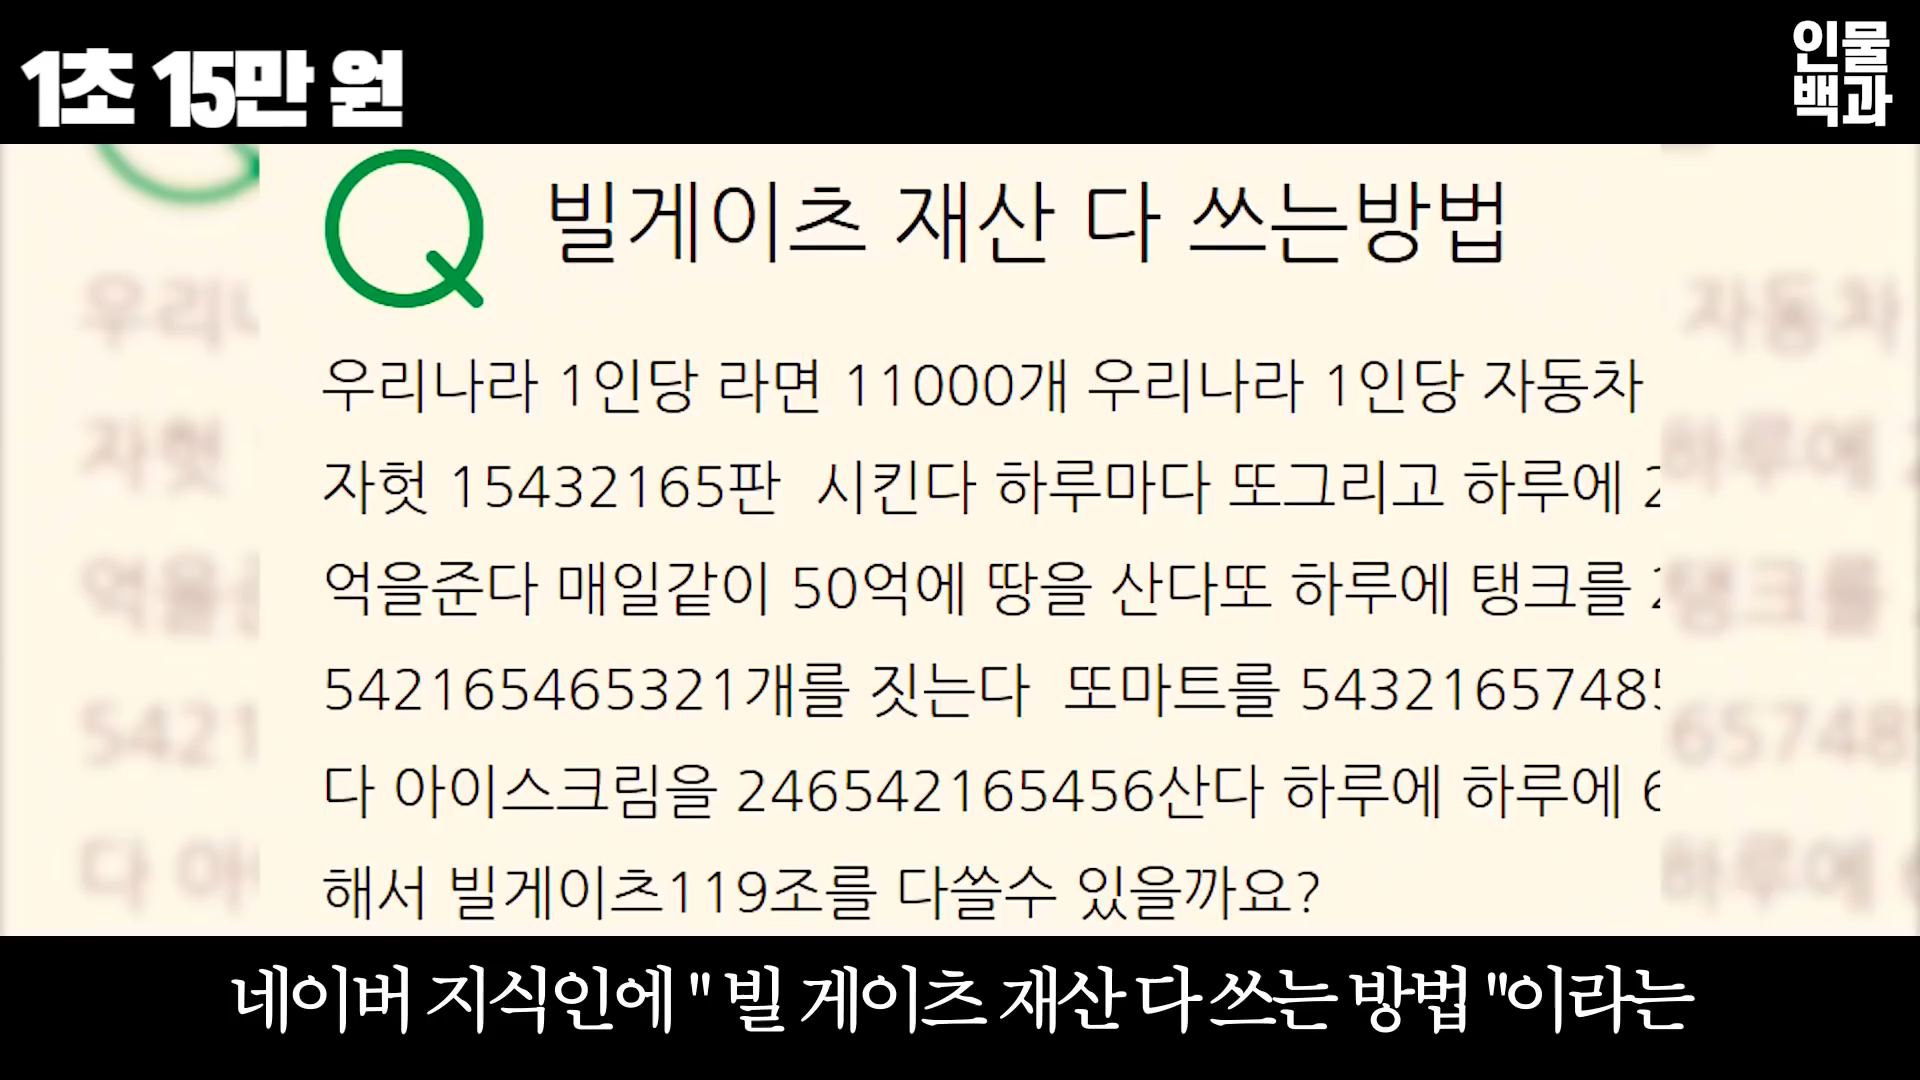 1초 15만 원
인물
백과
Q 빌게이츠 재산 다 쓰는방법
우리나라 1인당 라면 11000개 우리나라 1인당 자동차
자헛 15432165판 시킨다 하루마다 또그리고 하루에 2
억을준다 매일같이 50억에 땅을 산다또 하루에 탱크를 2
542165465321개를 짓는다 또마트를 54321657485
다 아이스크림을 246542165456산다 하루에 하루에 6
해서 빌게이츠119조를 다쓸수 있을까요?
네이버 지식인에 " 빌 게이츠 재산 다 쓰는 방법 "이라는